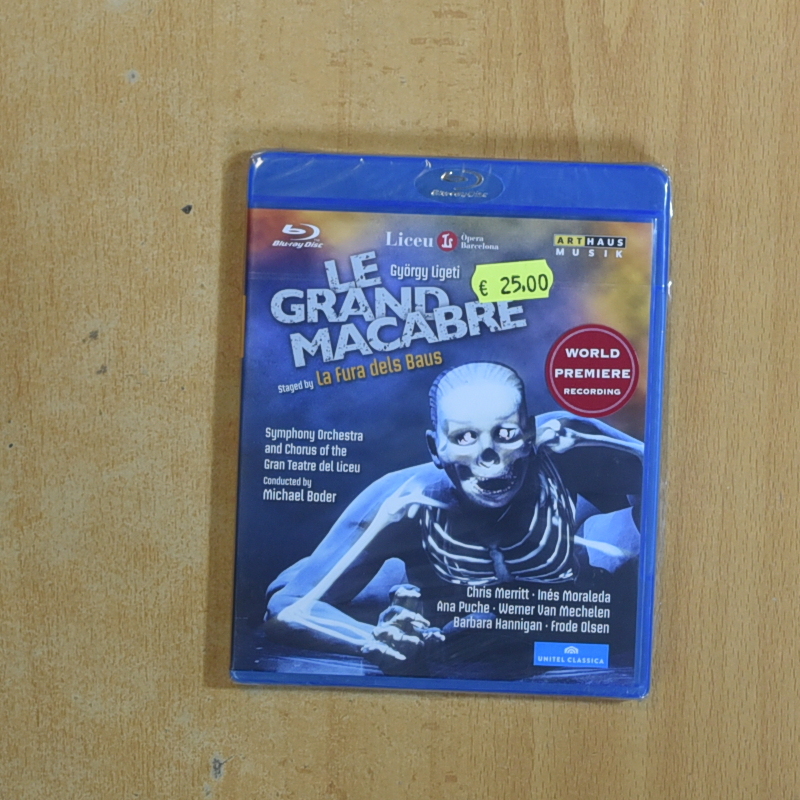 Blu-ray Disc
Liceu
Òpera
Barcelona
ARTHAUS
MUSIK
György Ligeti
€ 25,00
LE
GRAND
MACABRE
Staged by La Fura dels Baus
WORLD
PREMIERE
RECORDING
Symphony Orchestra
and Chorus of the
Gran Teatre del Liceu
Conducted by
Michael Boder
Chris Merritt · Inés Moraleda
Ana Puche · Werner Van Mechelen
Barbara Hannigan · Frode Olsen
UNITEL CLASSICA